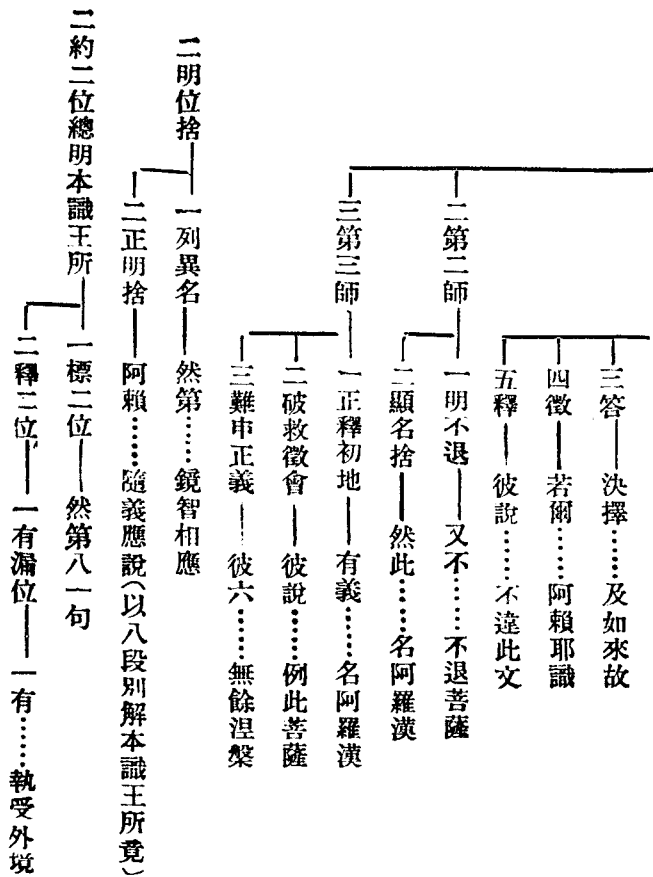 三答 決擇……及如來故
四徵 若爾……阿賴耶識
五釋 彼說……不違此文
二第二師 一明不退 又不……不退菩薩
二顯名捨 然此……名阿羅漢
三第三師 一正釋初地 有義……名阿羅漢
二破救徵會 彼說……例此菩薩
三難申正義 彼六……無餘涅槃
二明位捨 一列異名 然第……鏡智相應
二正明捨 阿賴……隨義應說(以八段別解本識王所竟)
二約二位總明本識王所 一標二位 然第八一句
二釋二位 一有漏位 一有……執受外境